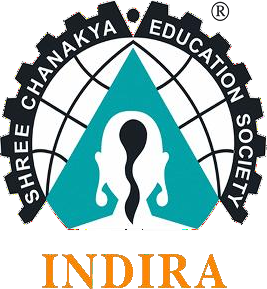 ®
SHREE CHANAKYA EDUCATION SOCIETY
INDIRA